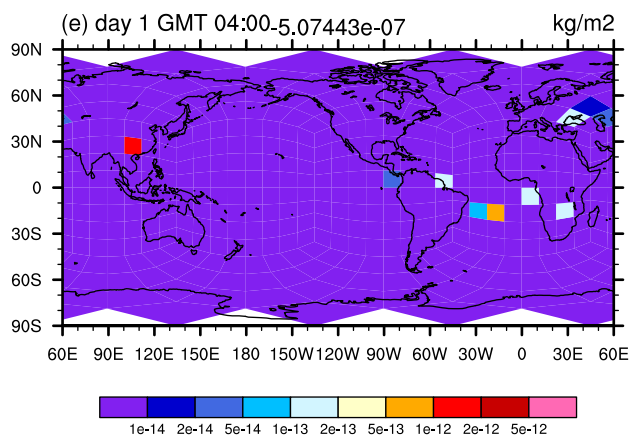 (e) day 1 GMT 04:00 -5.07443e-07 kg/m2
90N
60N
30N
0
30S
60S
90S
60E 90E 120E 150E 180 150W 120W 90W 60W 30W 0 30E 60E
1e-14 2e-14 5e-14 1e-13 2e-13 5e-13 1e-12 2e-12 5e-12